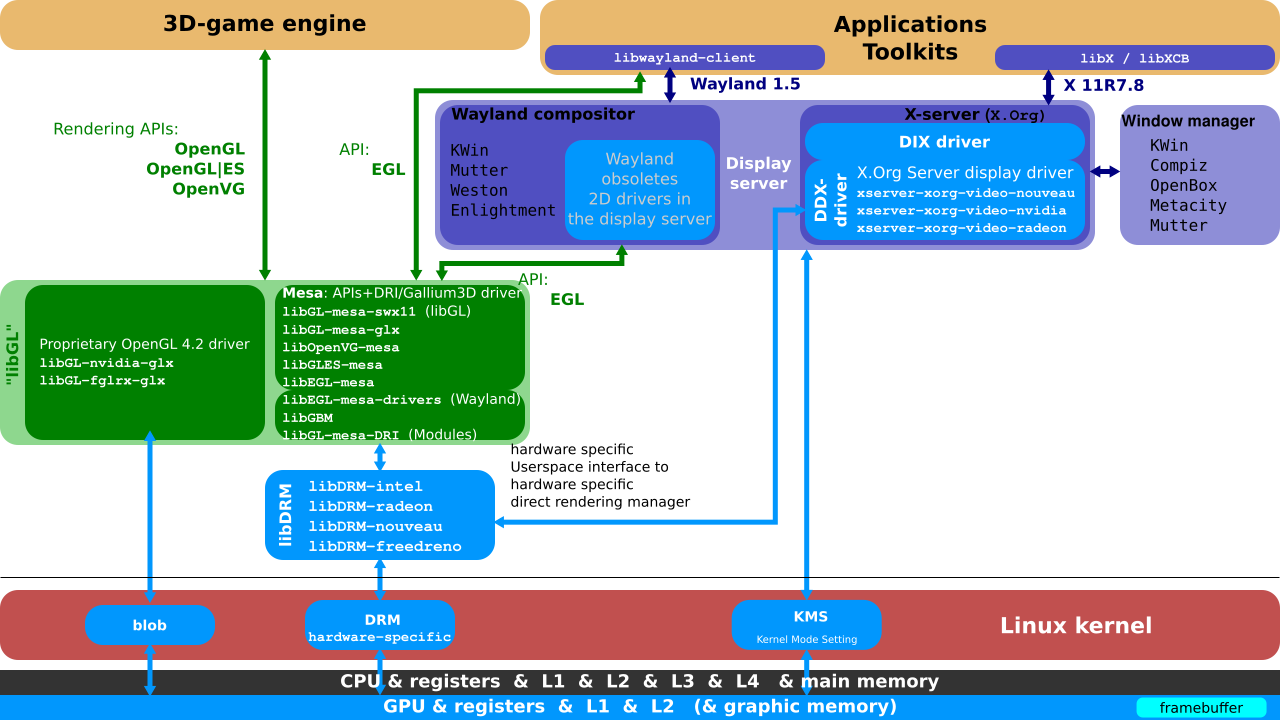 3D-game engine
Applications
Toolkits
libwayland-client
libX / libXCB
Wayland 1.5
X 11R7.8
Rendering APIs:
OpenGL
OpenGL|ES
OpenVG
API:
EGL
Wayland compositor
KWin
Mutter
Weston
Enlightment
Wayland
obsoletes
2D drivers in
the display server
Display
server
X-server (X.Org)
DIX driver
DDX-
driver
X.Org Server display driver
xserver-xorg-video-nouveau
xserver-xorg-video-nvidia
xserver-xorg-video-radeon
Window manager
KWin
Compiz
OpenBox
Metacity
Mutter
API:
EGL
"libGL"
Proprietary OpenGL 4.2 driver
libGL-nvidia-glx
libGL-fglrx-glx
Mesa: APIs+DRI/Gallium3D driver
libGL-mesa-swx11 (libGL)
libGL-mesa-glx
libOpenVG-mesa
libGLES-mesa
libEGL-mesa
libEGL-mesa-drivers (Wayland)
libGBM
libGL-mesa-DRI (Modules)
hardware specific
Userspace interface to
hardware specific
direct rendering manager
libDRM
libDRM-intel
libDRM-radeon
libDRM-nouveau
libDRM-freedreno
blob
DRM
hardware-specific
KMS
Kernel Mode Setting
Linux kernel
CPU & registers & L1 & L2 & L3 & L4 & main memory
GPU & registers & L1 & L2 (& graphic memory)
framebuffer